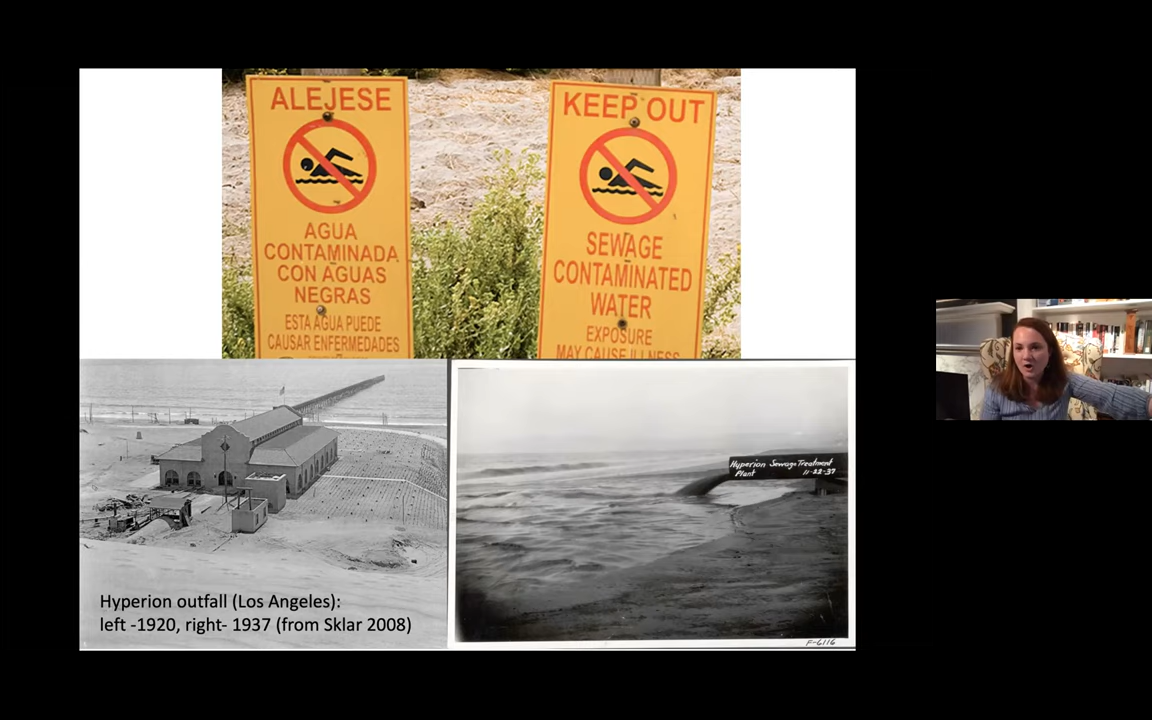 ALEJESE
AGUA
CONTAMINADA
CON AGUAS
NEGRAS
ESTA AGUA PUEDE
CAUSAR ENFERMEDADES
KEEP OUT
SEWAGE
CONTAMINATED
WATER
EXPOSURE
MAY CAUSE ILLNESS
Hyperion outfall (Los Angeles):
left -1920, right- 1937 (from Sklar 2008)
Hyperion Sewage Treatment
Plant 11-22-37
F-6116